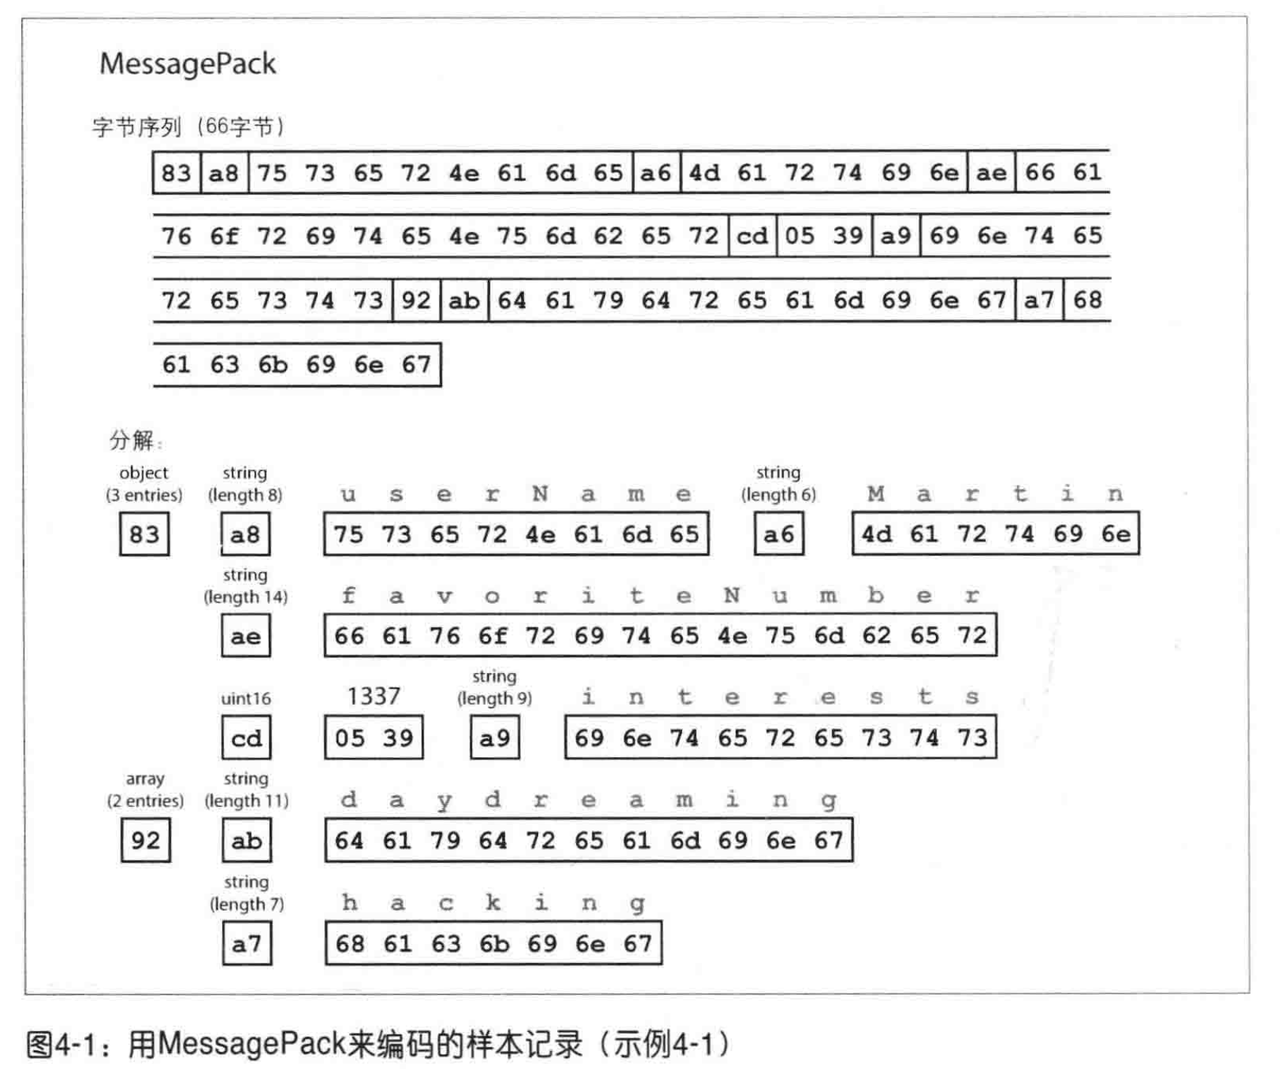 MessagePack
字节序列（66字节）
83 a8 75 73 65 72 4e 61 6d 65 a6 4d 61 72 74 69 6e ae 66 61
76 6f 72 69 74 65 4e 75 6d 62 65 72 cd 05 39 a9 69 6e 74 65
72 65 73 74 73 92 ab 64 61 79 64 72 65 61 6d 69 6e 67 a7 68
61 63 6b 69 6e 67
分解：
object string string
(3 entries) (length 8) u s e r N a m e (length 6) M a r t i n
83 a8 75 73 65 72 4e 61 6d 65 a6 4d 61 72 74 69 6e
string
(length 14) f a v o r i t e N u m b e r
ae 66 61 76 6f 72 69 74 65 4e 75 6d 62 65 72
string
uint16 1337 (length 9) i n t e r e s t s
cd 05 39 a9 69 6e 74 65 72 65 73 74 73
array string
(2 entries) (length 11) d a y d r e a m i n g
92 ab 64 61 79 64 72 65 61 6d 69 6e 67
string
(length 7) h a c k i n g
a7 68 61 63 6b 69 6e 67
图4-1：用MessagePack来编码的样本记录（示例4-1）